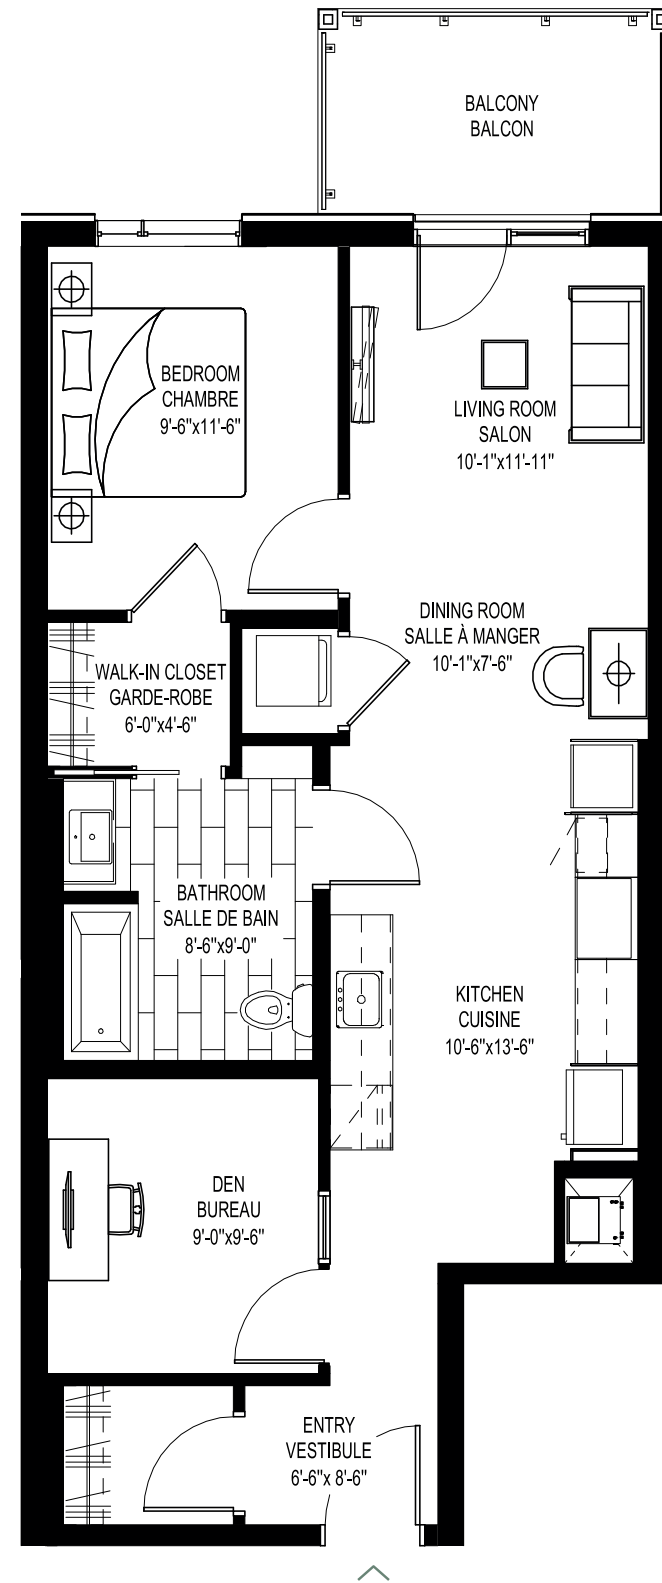 BALCONY
BALCON
BEDROOM
CHAMBRE
9'-6"x11'-6"
LIVING ROOM
SALON
10'-1"x11'-11"
DINING ROOM
SALLE À MANGER
10'-1"x7'-6"
WALK-IN CLOSET
GARDE-ROBE
6'-0"x4'-6"
BATHROOM
SALLE DE BAIN
8'-6"x9'-0"
KITCHEN
CUISINE
10'-6"x13'-6"
DEN
BUREAU
9'-0"x9'-6"
ENTRY
VESTIBULE
6'-6"x 8'-6"